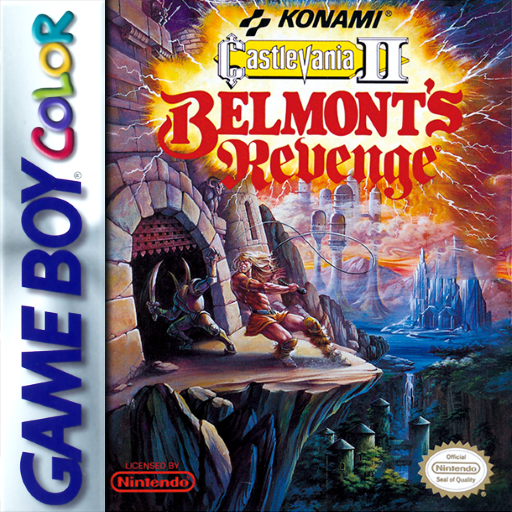 KONAMI®
Castlevania II
BELMONT'S
Revenge®
GAME BOY® COLOR
LICENSED BY
Nintendo®
Official
Nintendo
Seal of Quality